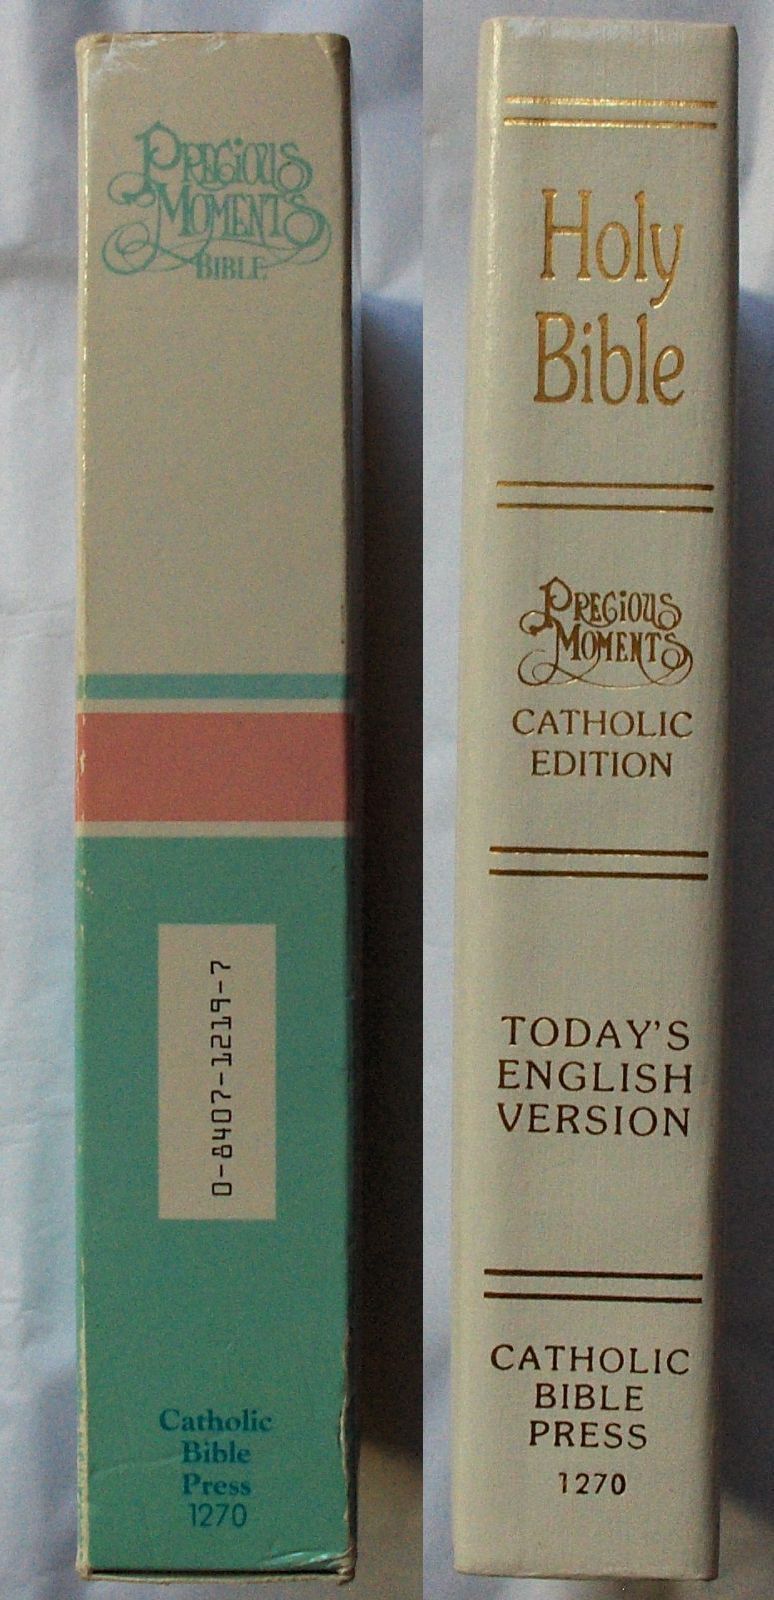 PRECiOUS
MOMENTS
BIBLE
0-8407-1219-7
Catholic
Bible
Press
1270
Holy
Bible
PRECiOUS
MOMENTS
CATHOLIC
EDITION
TODAY'S
ENGLISH
VERSION
CATHOLIC
BIBLE
PRESS
1270